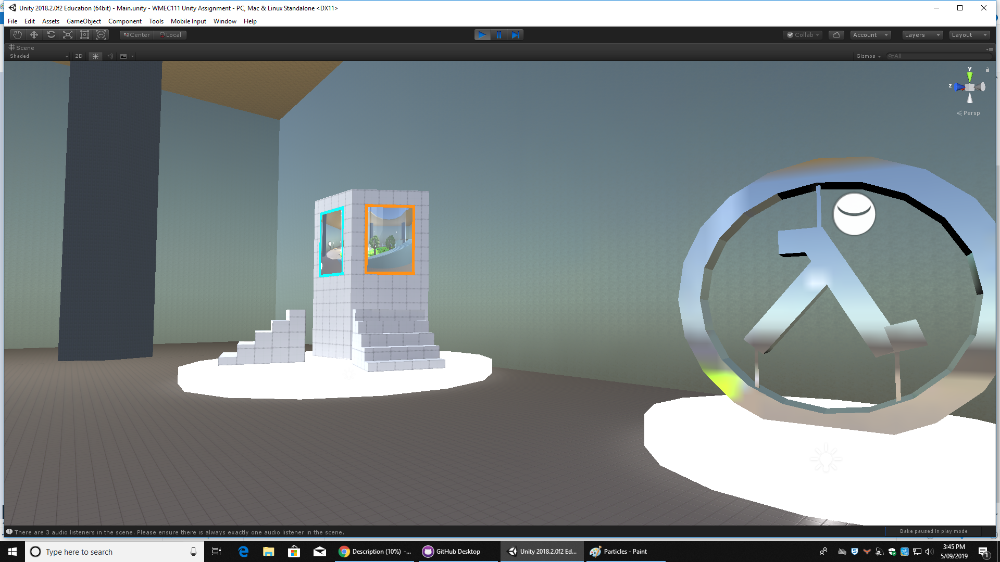 Unity 2018.2.0f2 Education (64bit) - Main.unity - WMEC111 Unity Assignment - PC, Mac & Linux Standalone <DX11>
File Edit Assets GameObject Component Tools Mobile Input Window Help
Center Local Collab Account Layers Layout
Scene
Shaded 2D Gizmos All
y
z
Persp
There are 3 audio listeners in the scene. Please ensure there is always exactly one audio listener in the scene.
Bake paused in play mode
Type here to search
Description (10%) -...
GitHub Desktop
Unity 2018.2.0f2 Ed...
Particles - Paint
3:45 PM
5/09/2019
1